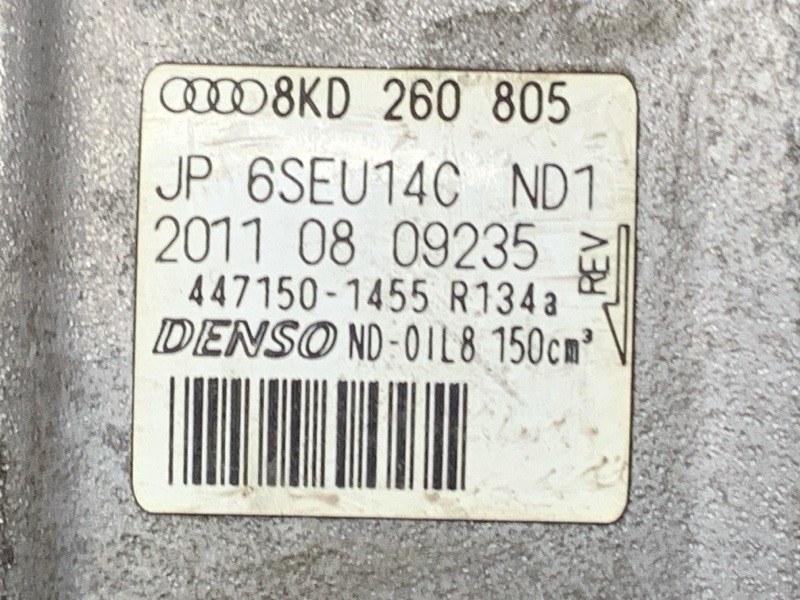 8KD 260 805
JP 6SEU14C ND1
2011 08 09235
REV
447150-1455 R134a
DENSO ND-OIL8 150cm³